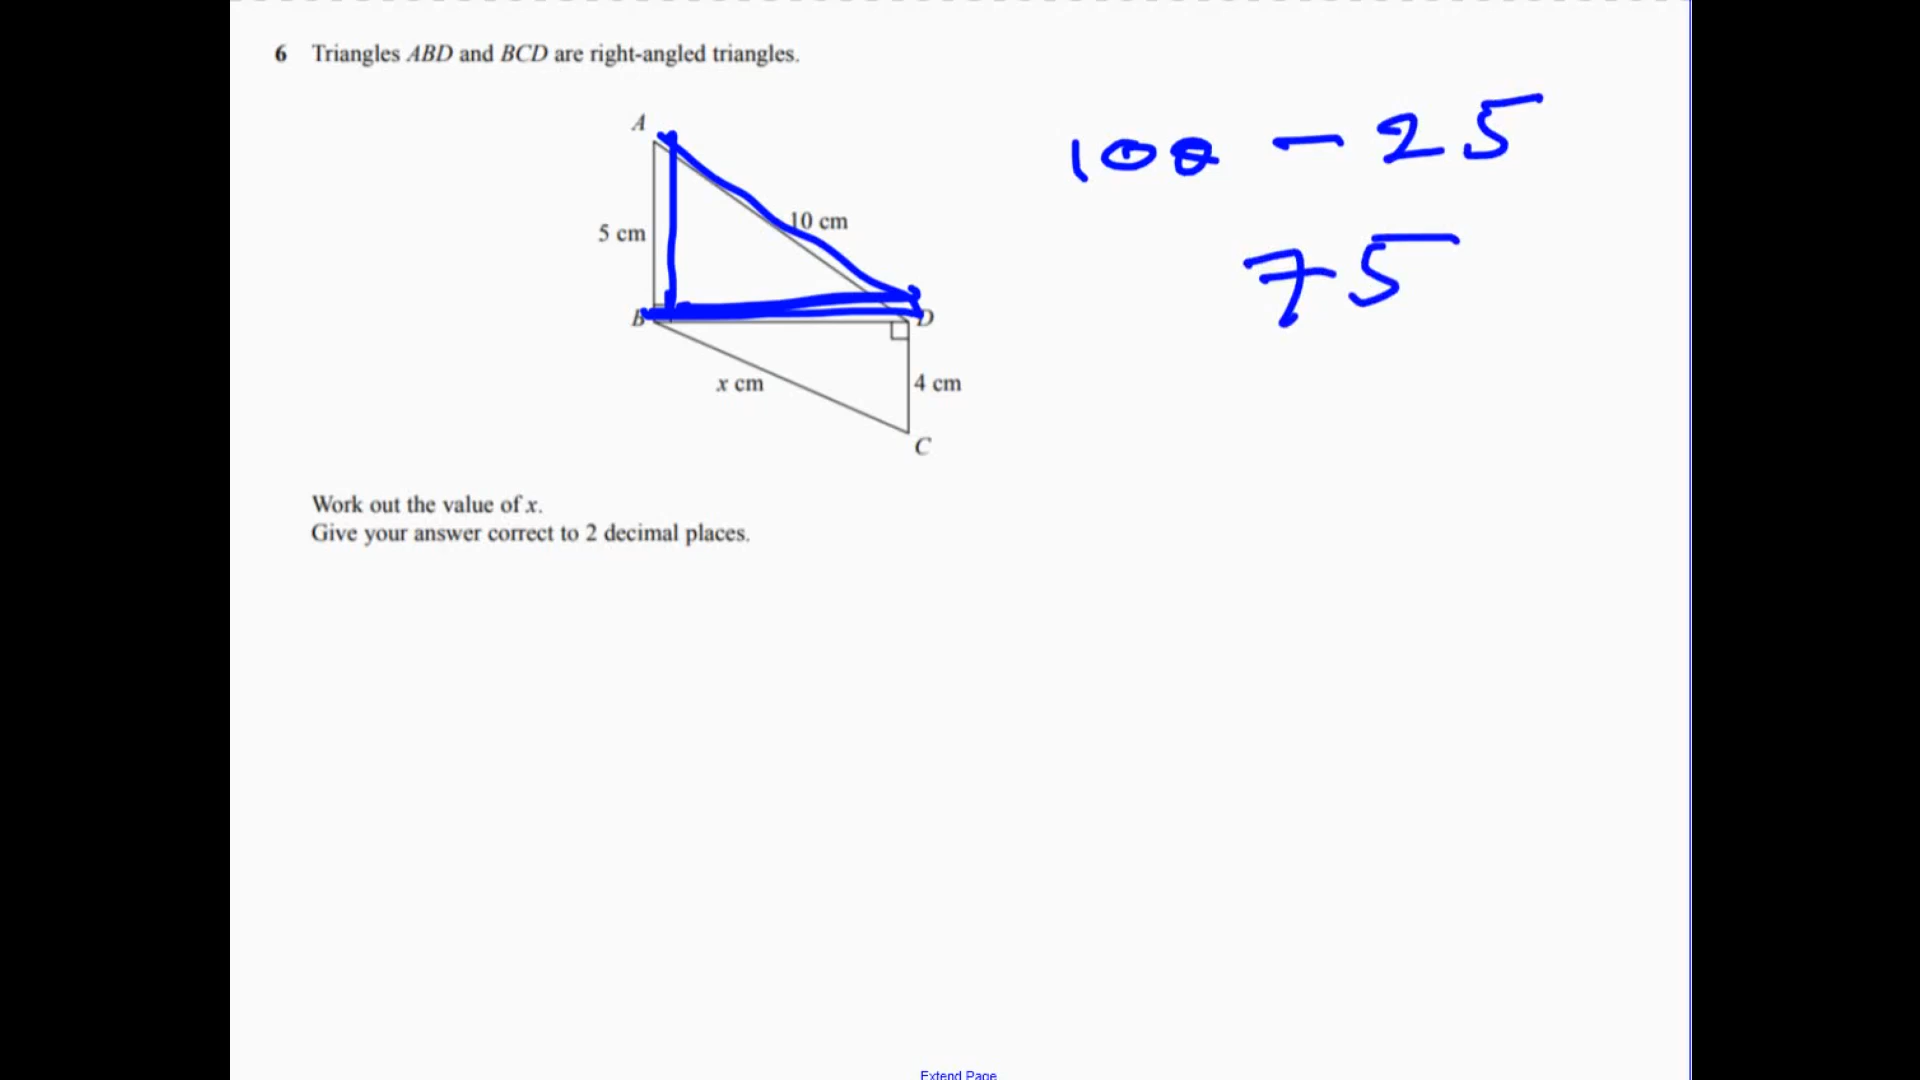 6 Triangles ABD and BCD are right-angled triangles.
A
100 - 25
10 cm
5 cm
75
B
D
x cm
4 cm
C
Work out the value of x.
Give your answer correct to 2 decimal places.
Extend Page